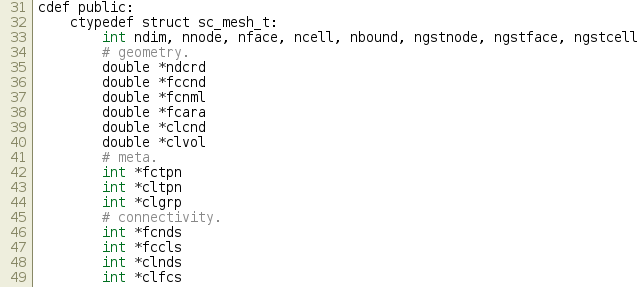 31 cdef public:
32     ctypedef struct sc_mesh_t:
33         int ndim, nnode, nface, ncell, nbound, ngstnode, ngstface, ngstcell
34         # geometry.
35         double *ndcrd
36         double *fccnd
37         double *fcnml
38         double *fcara
39         double *clcnd
40         double *clvol
41         # meta.
42         int *fctpn
43         int *cltpn
44         int *clgrp
45         # connectivity.
46         int *fcnds
47         int *fccls
48         int *clnds
49         int *clfcs